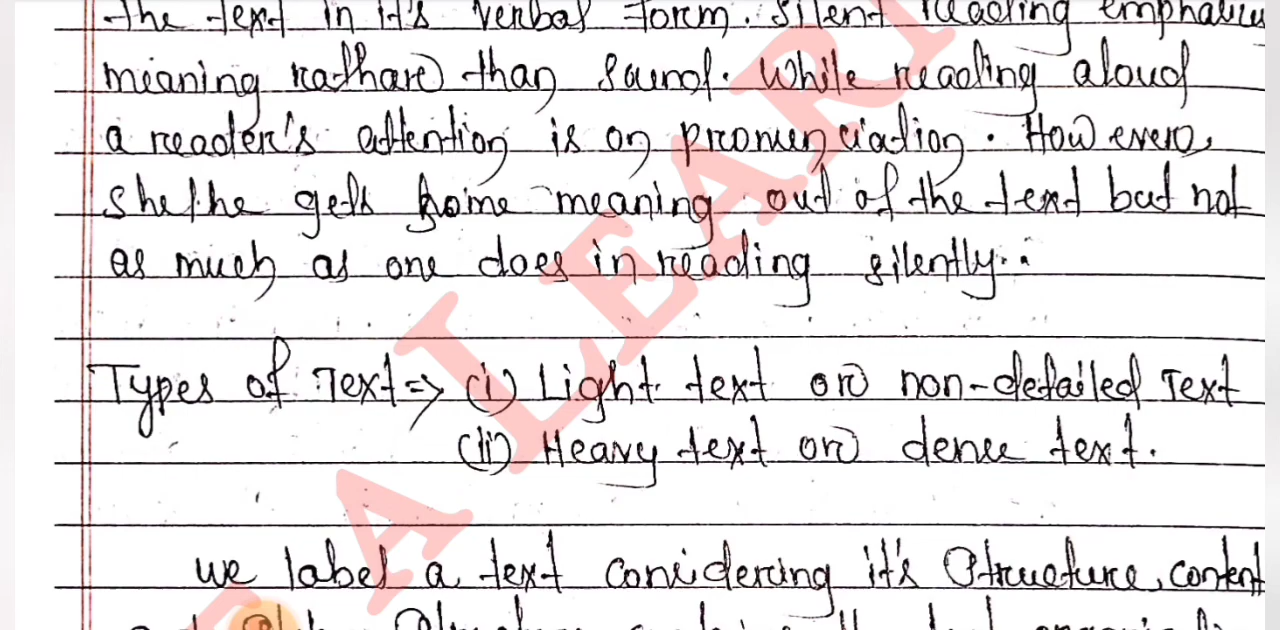 the text in it's verbal form. Silent reading emphasizes
meaning rather than sound. While reading aloud
a reader's attention is on pronunciation. However,
she/he gets some meaning out of the text but not
as much as one does in reading silently.
Types of Text => (i) Light text or non-detailed Text
(ii) Heavy text or dense text.
we label a text considering it's Structure, content
A LEAR